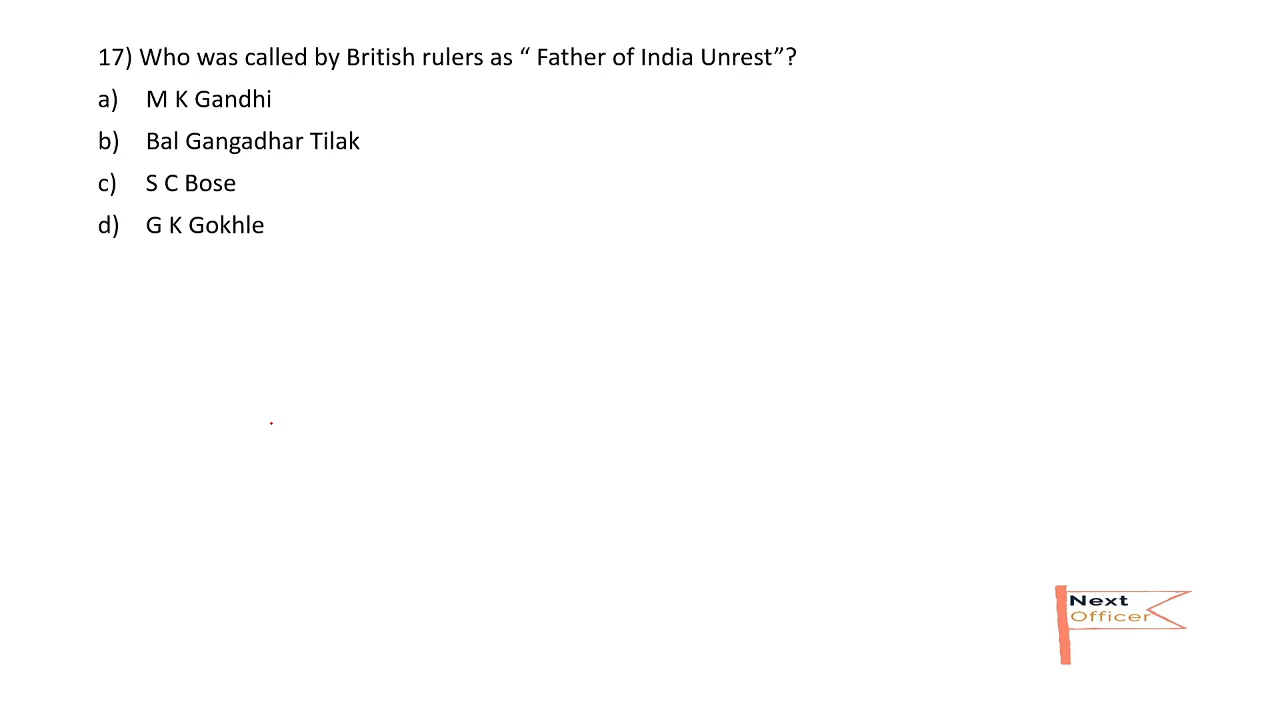 17) Who was called by British rulers as “ Father of India Unrest”?
a) M K Gandhi
b) Bal Gangadhar Tilak
c) S C Bose
d) G K Gokhle
Next
Officer